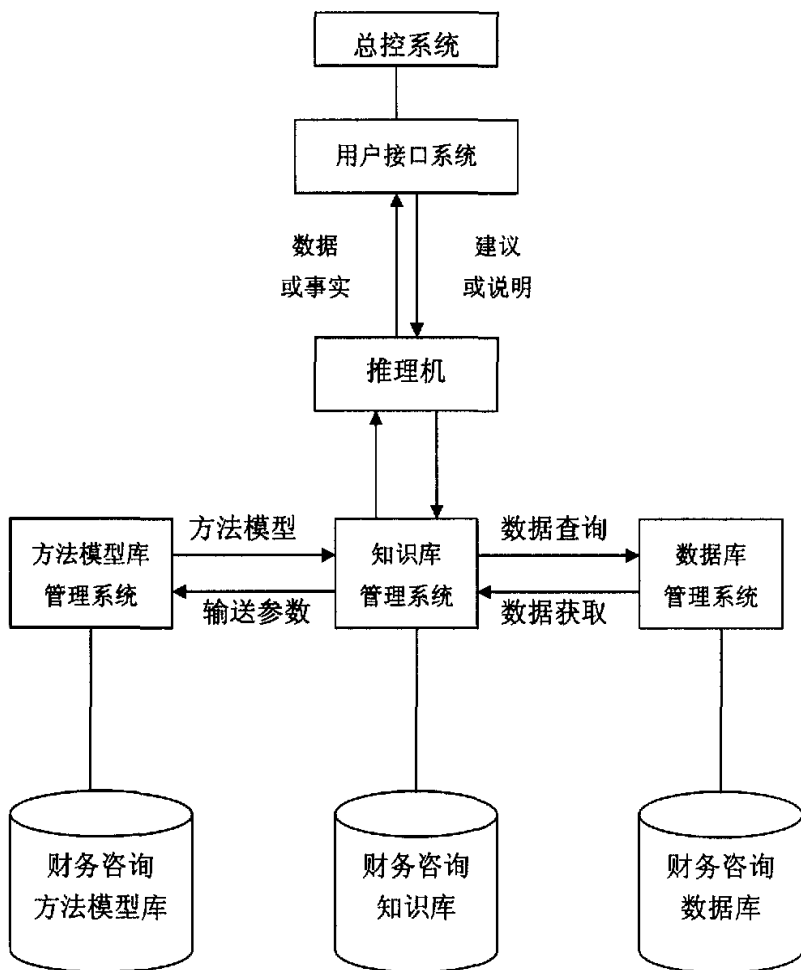 总控系统
用户接口系统
数据
或事实
建议
或说明
推理机
方法模型库
管理系统
方法模型
输送参数
知识库
管理系统
数据查询
数据获取
数据库
管理系统
财务咨询
方法模型库
财务咨询
知识库
财务咨询
数据库